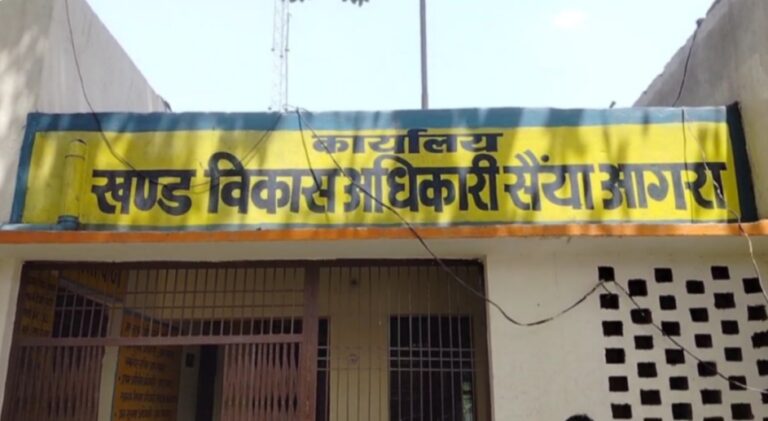 कार्यालय
खण्ड विकास अधिकारी सैंया आगरा